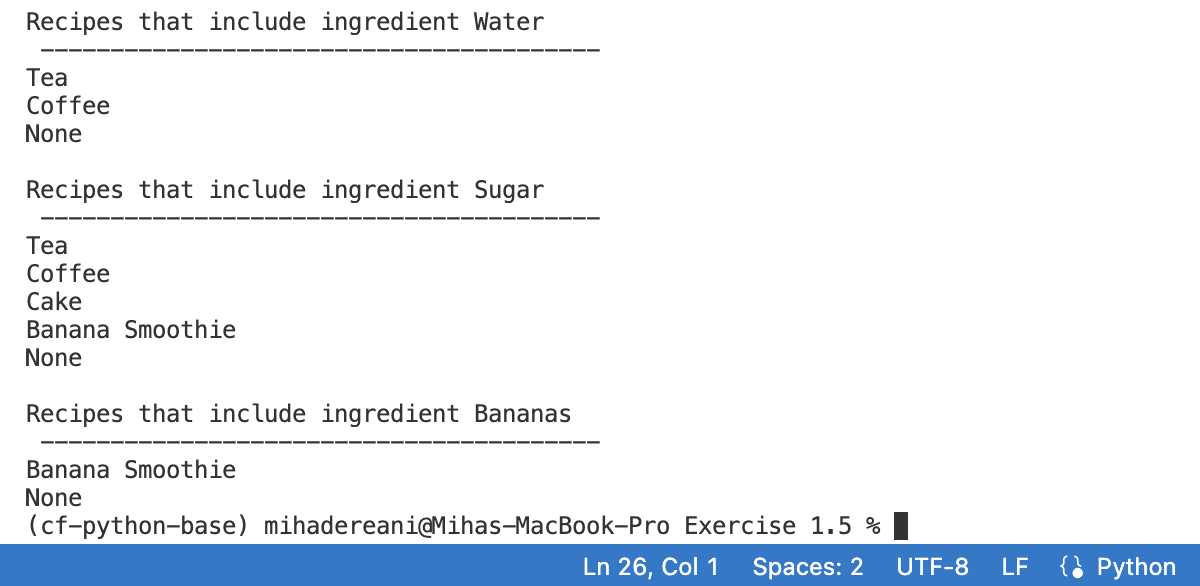 Recipes that include ingredient Water
----------------------------------------
Tea
Coffee
None
Recipes that include ingredient Sugar
----------------------------------------
Tea
Coffee
Cake
Banana Smoothie
None
Recipes that include ingredient Bananas
----------------------------------------
Banana Smoothie
None
(cf-python-base) mihadereani@Mihas-MacBook-Pro Exercise 1.5 %
Ln 26, Col 1 Spaces: 2 UTF-8 LF {} Python